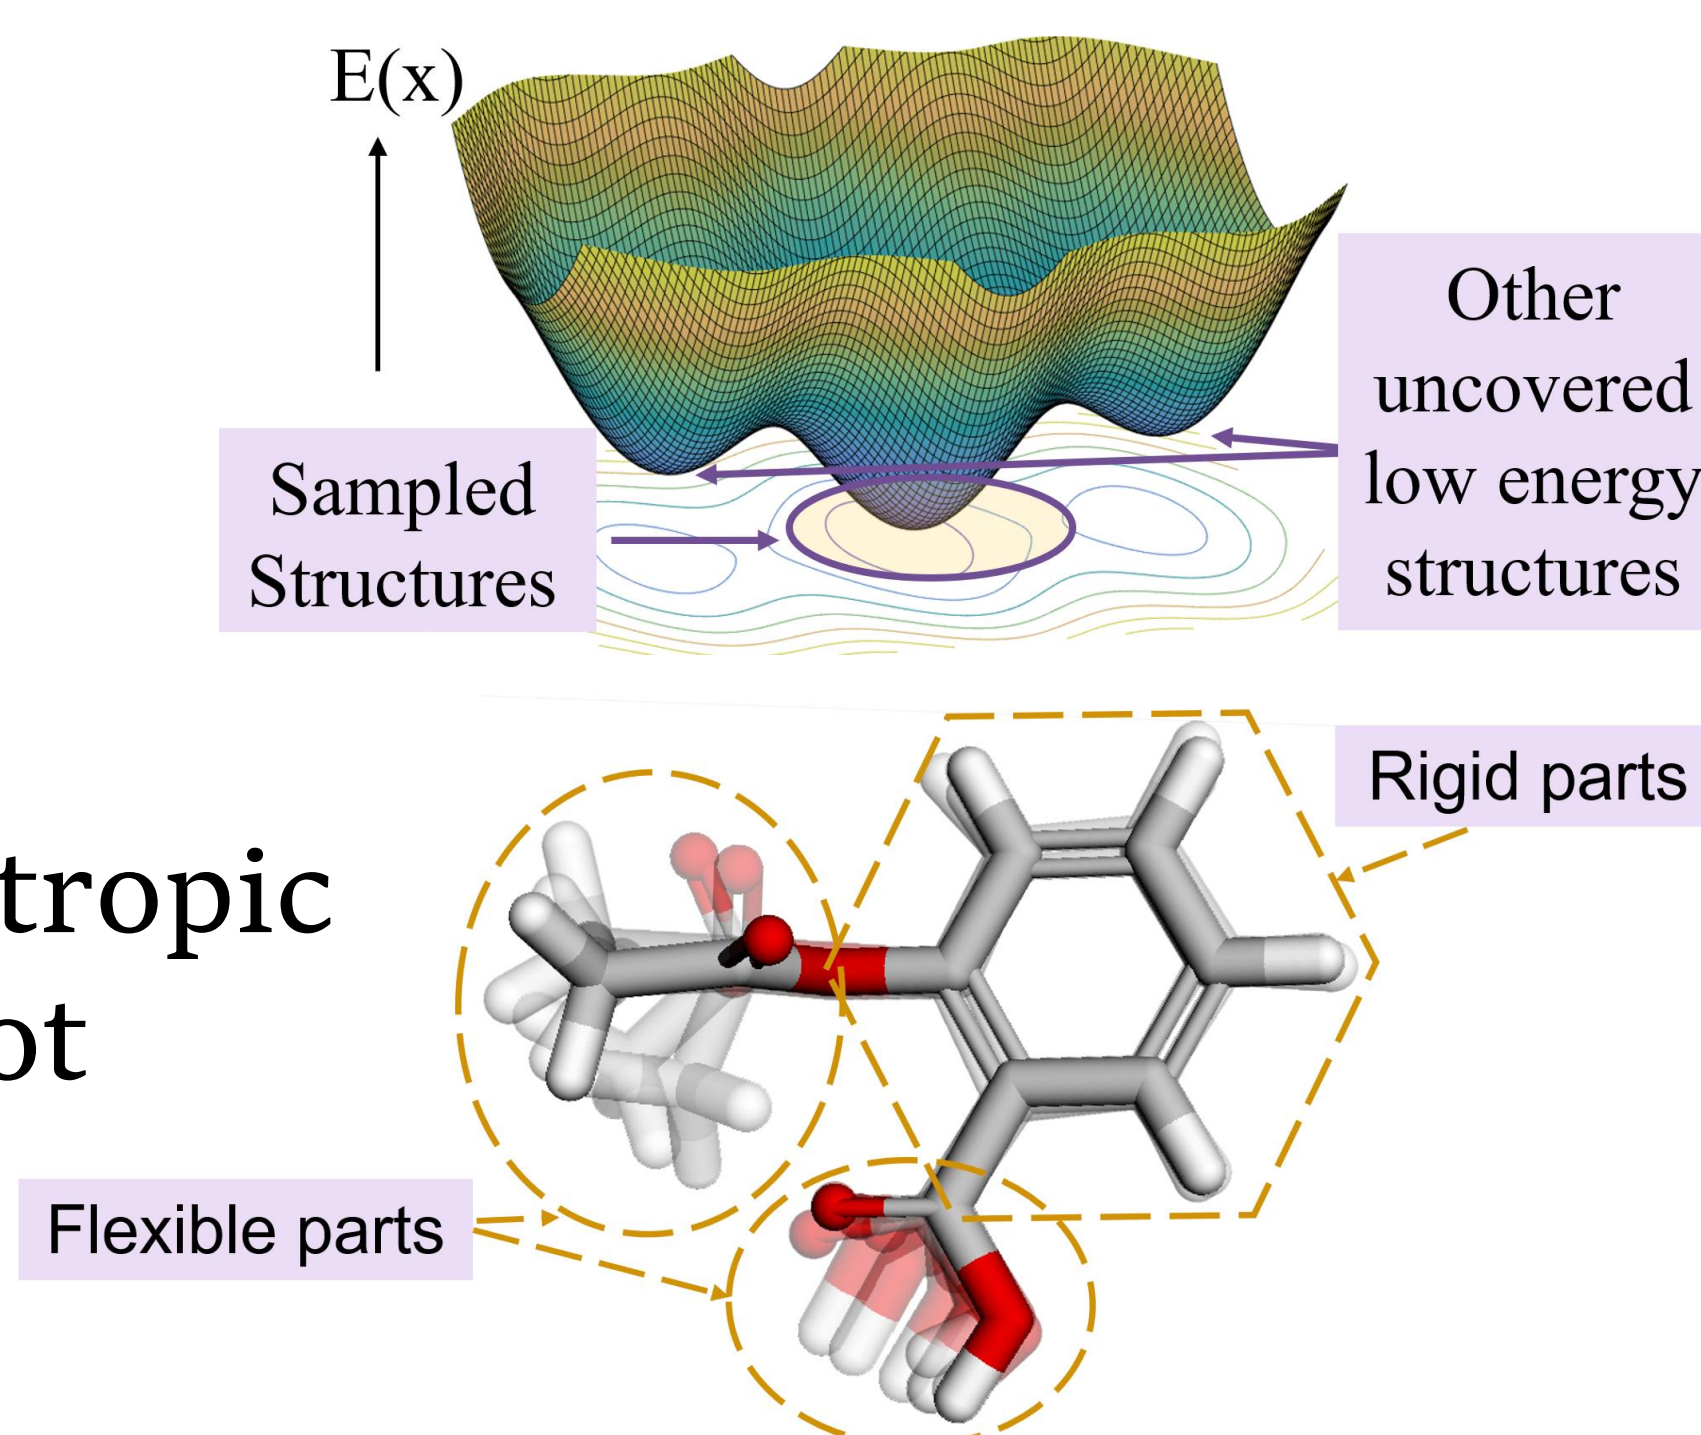 E(x)
Other
uncovered
low energy
structures
Sampled
Structures
Rigid parts
tropic
ot
Flexible parts